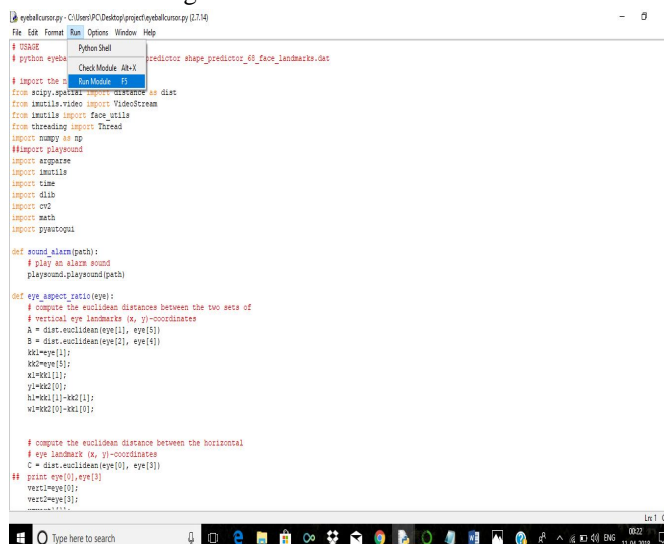 eyeballcursor.py - C:\Users\PC\Desktop\project\eyeballcursor.py (2.7.14)
File Edit Format Run Options Window Help
Python Shell
Check Module Alt+X
Run Module F5
# USAGE
# python eyeba predictor shape_predictor_68_face_landmarks.dat
# import the n
from scipy.spatial import distance as dist
from imutils.video import VideoStream
from imutils import face_utils
from threading import Thread
import numpy as np
##import playsound
import argparse
import imutils
import time
import dlib
import cv2
import math
import pyautogui
def sound_alarm(path):
# play an alarm sound
playsound.playsound(path)
def eye_aspect_ratio(eye):
# compute the euclidean distances between the two sets of
# vertical eye landmarks (x, y)-coordinates
A = dist.euclidean(eye[1], eye[5])
B = dist.euclidean(eye[2], eye[4])
kk1=eye[1];
kk2=eye[5];
x1=kk1[1];
y1=kk2[0];
h1=kk1[1]-kk2[1];
w1=kk2[0]-kk1[0];
# compute the euclidean distance between the horizontal
# eye landmark (x, y)-coordinates
C = dist.euclidean(eye[0], eye[3])
## print eye[0],eye[3]
vert1=eye[0];
vert2=eye[3];
Ln: 1
Type here to search
ENG
00:22
11-04-2018